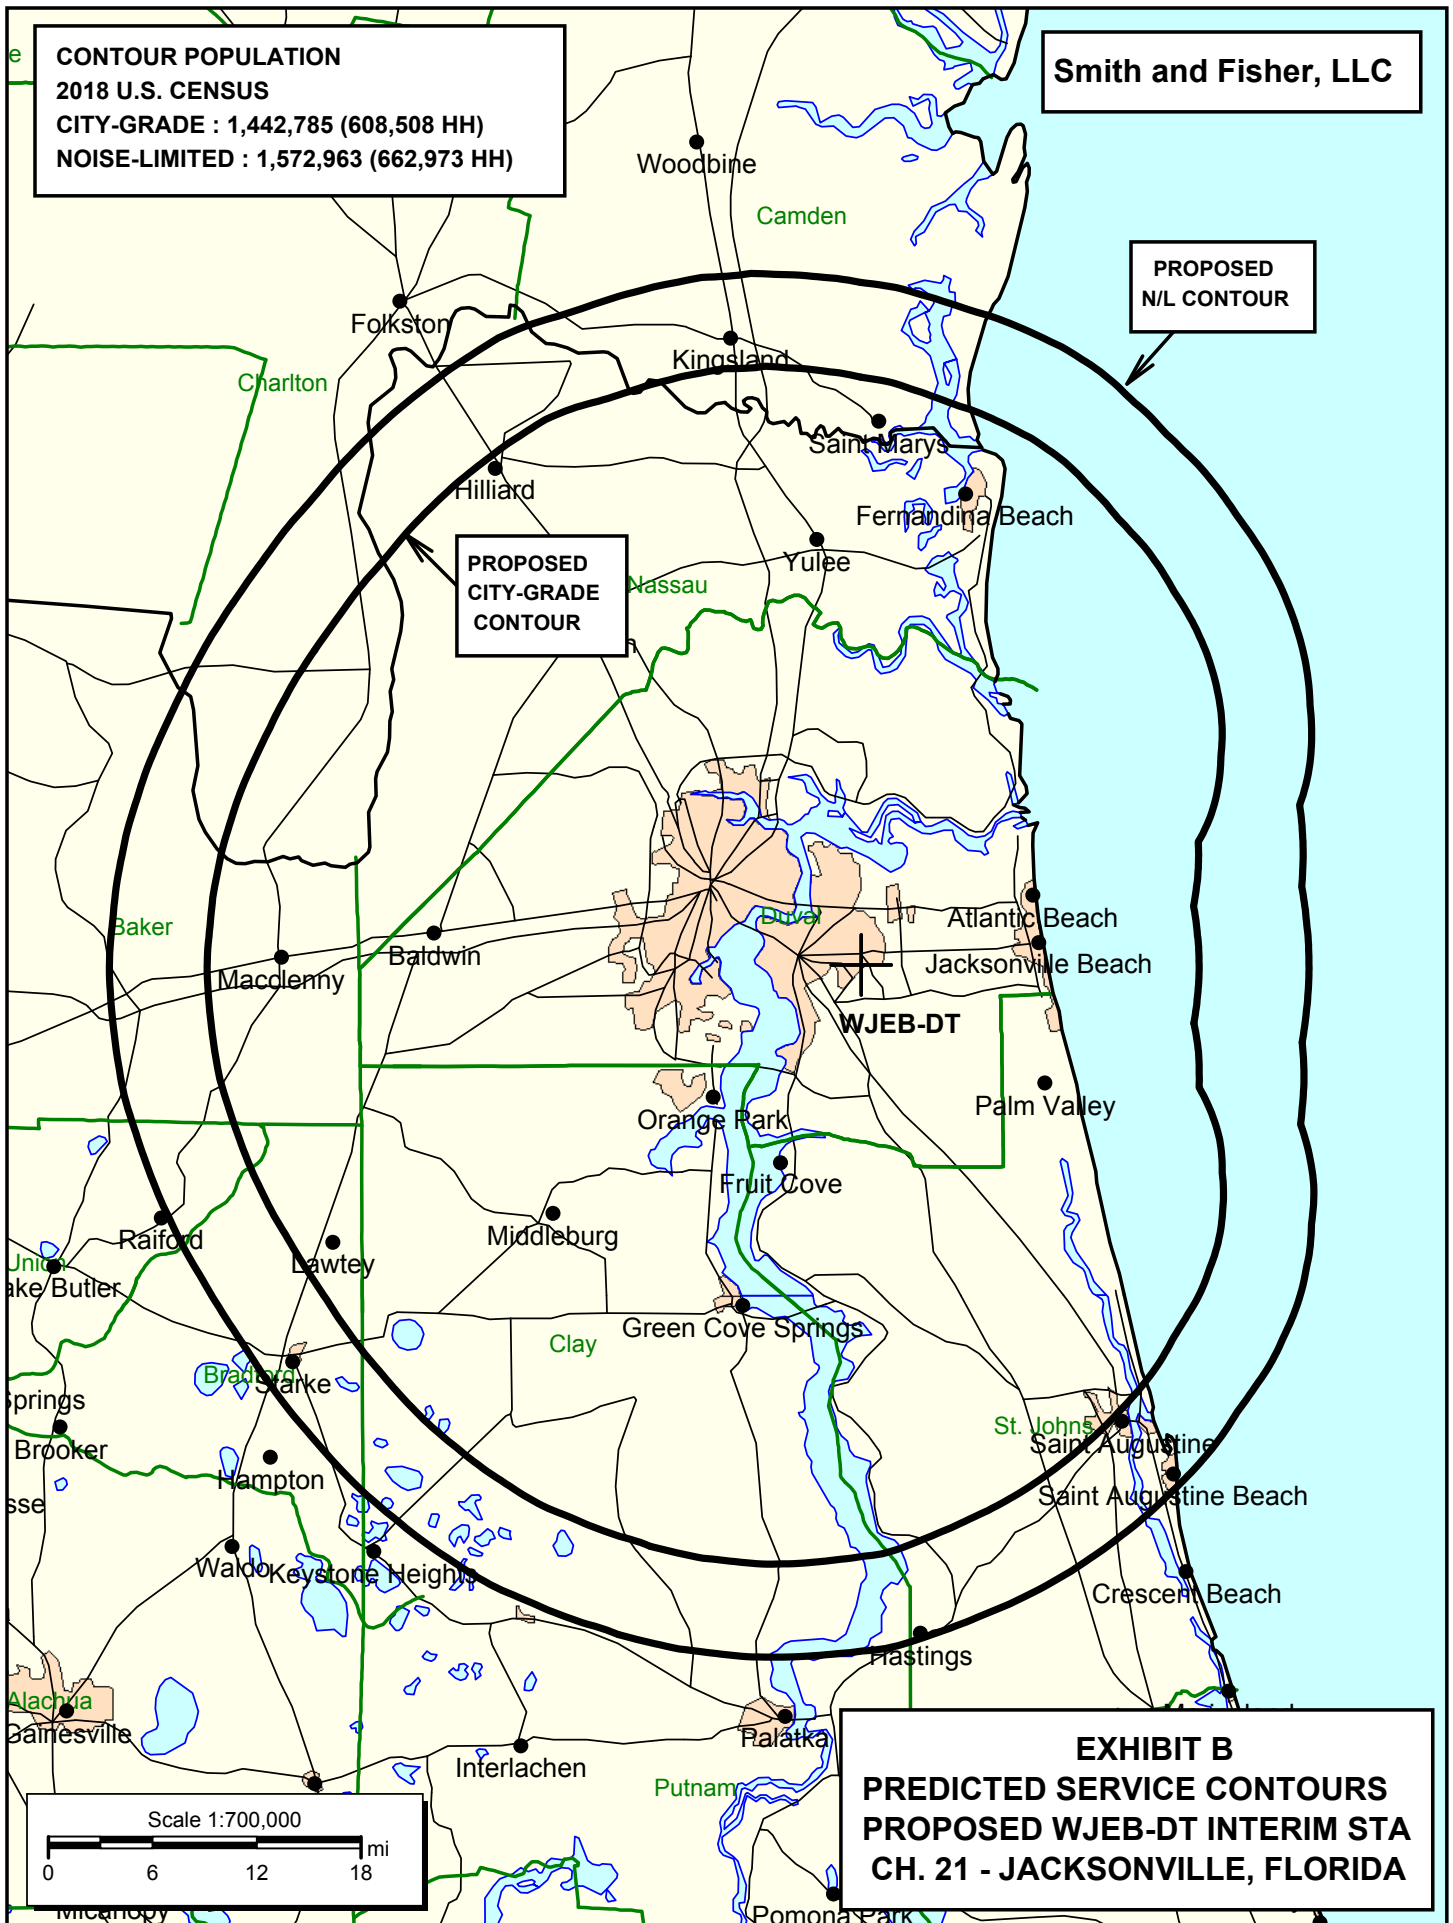 CONTOUR POPULATION
2018 U.S. CENSUS
CITY-GRADE : 1,442,785 (608,508 HH)
NOISE-LIMITED : 1,572,963 (662,973 HH)
Smith and Fisher, LLC
Woodbine
Camden
PROPOSED
N/L CONTOUR
Folkston
Kingsland
Charlton
Saint Marys
Hilliard
Fernandina Beach
Yulee
PROPOSED
CITY-GRADE
CONTOUR
Nassau
Baker
Duval
Atlantic Beach
Baldwin
Jacksonville Beach
Macclenny
WJEB-DT
Palm Valley
Orange Park
Fruit Cove
Raiford
Middleburg
Union
Lawtey
ake Butler
Green Cove Springs
Clay
Bradford
Starke
Springs
St. Johns
Saint Augustine
Brooker
Hampton
Saint Augustine Beach
sse
Waldo
Keystone Heights
Crescent Beach
Hastings
Alachua
Gainesville
Palatka
Interlachen
Putnam
EXHIBIT B
PREDICTED SERVICE CONTOURS
PROPOSED WJEB-DT INTERIM STA
CH. 21 - JACKSONVILLE, FLORIDA
Scale 1:700,000
mi
0 6 12 18
Micanopy
Pomona Park